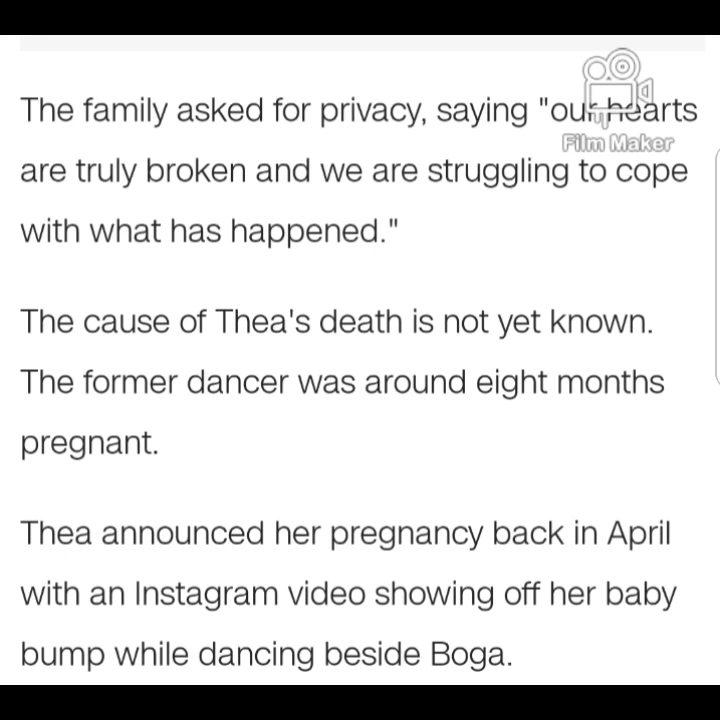 The family asked for privacy, saying "our hearts
Film Maker
are truly broken and we are struggling to cope
with what has happened."
The cause of Thea's death is not yet known.
The former dancer was around eight months
pregnant.
Thea announced her pregnancy back in April
with an Instagram video showing off her baby
bump while dancing beside Boga.